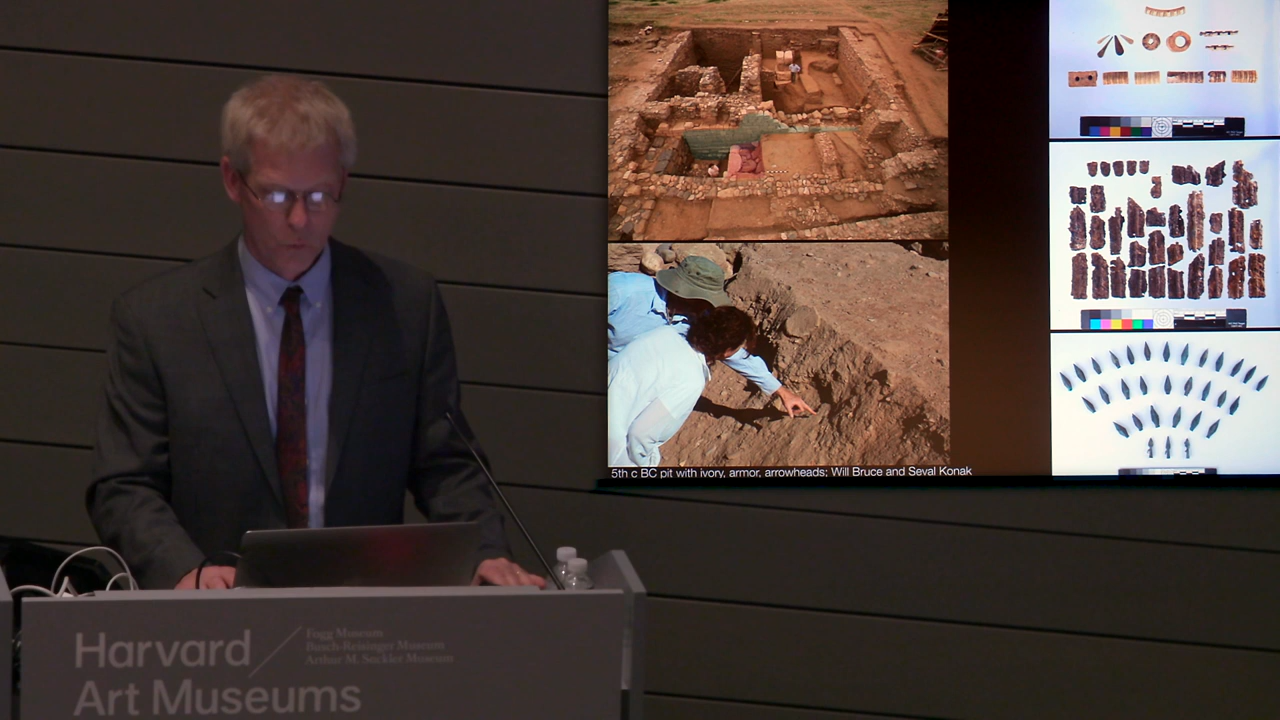 5th c BC pit with ivory, armor, arrowheads; Will Bruce and Seval Konak
Harvard
Art Museums
Fogg Museum
Busch-Reisinger Museum
Arthur M. Sackler Museum